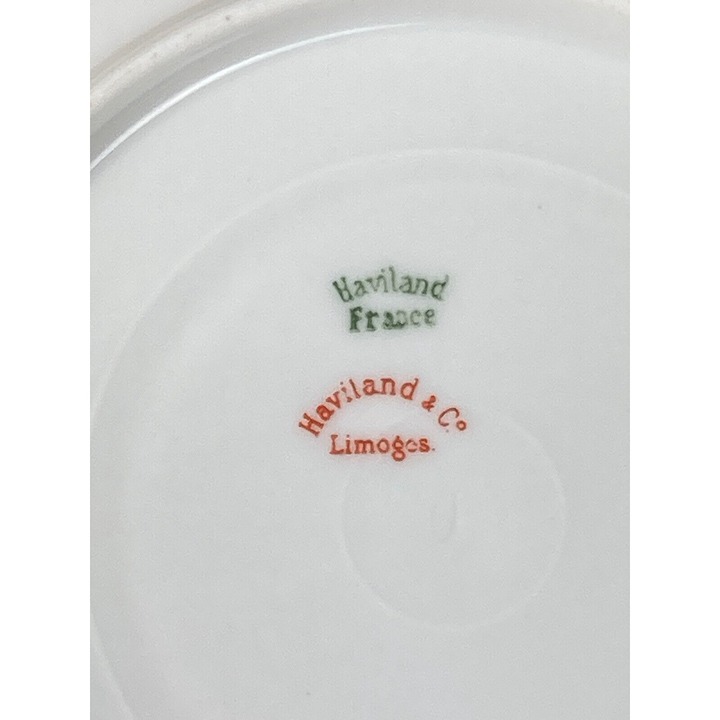 Haviland
France
Haviland & Cº
Limoges.